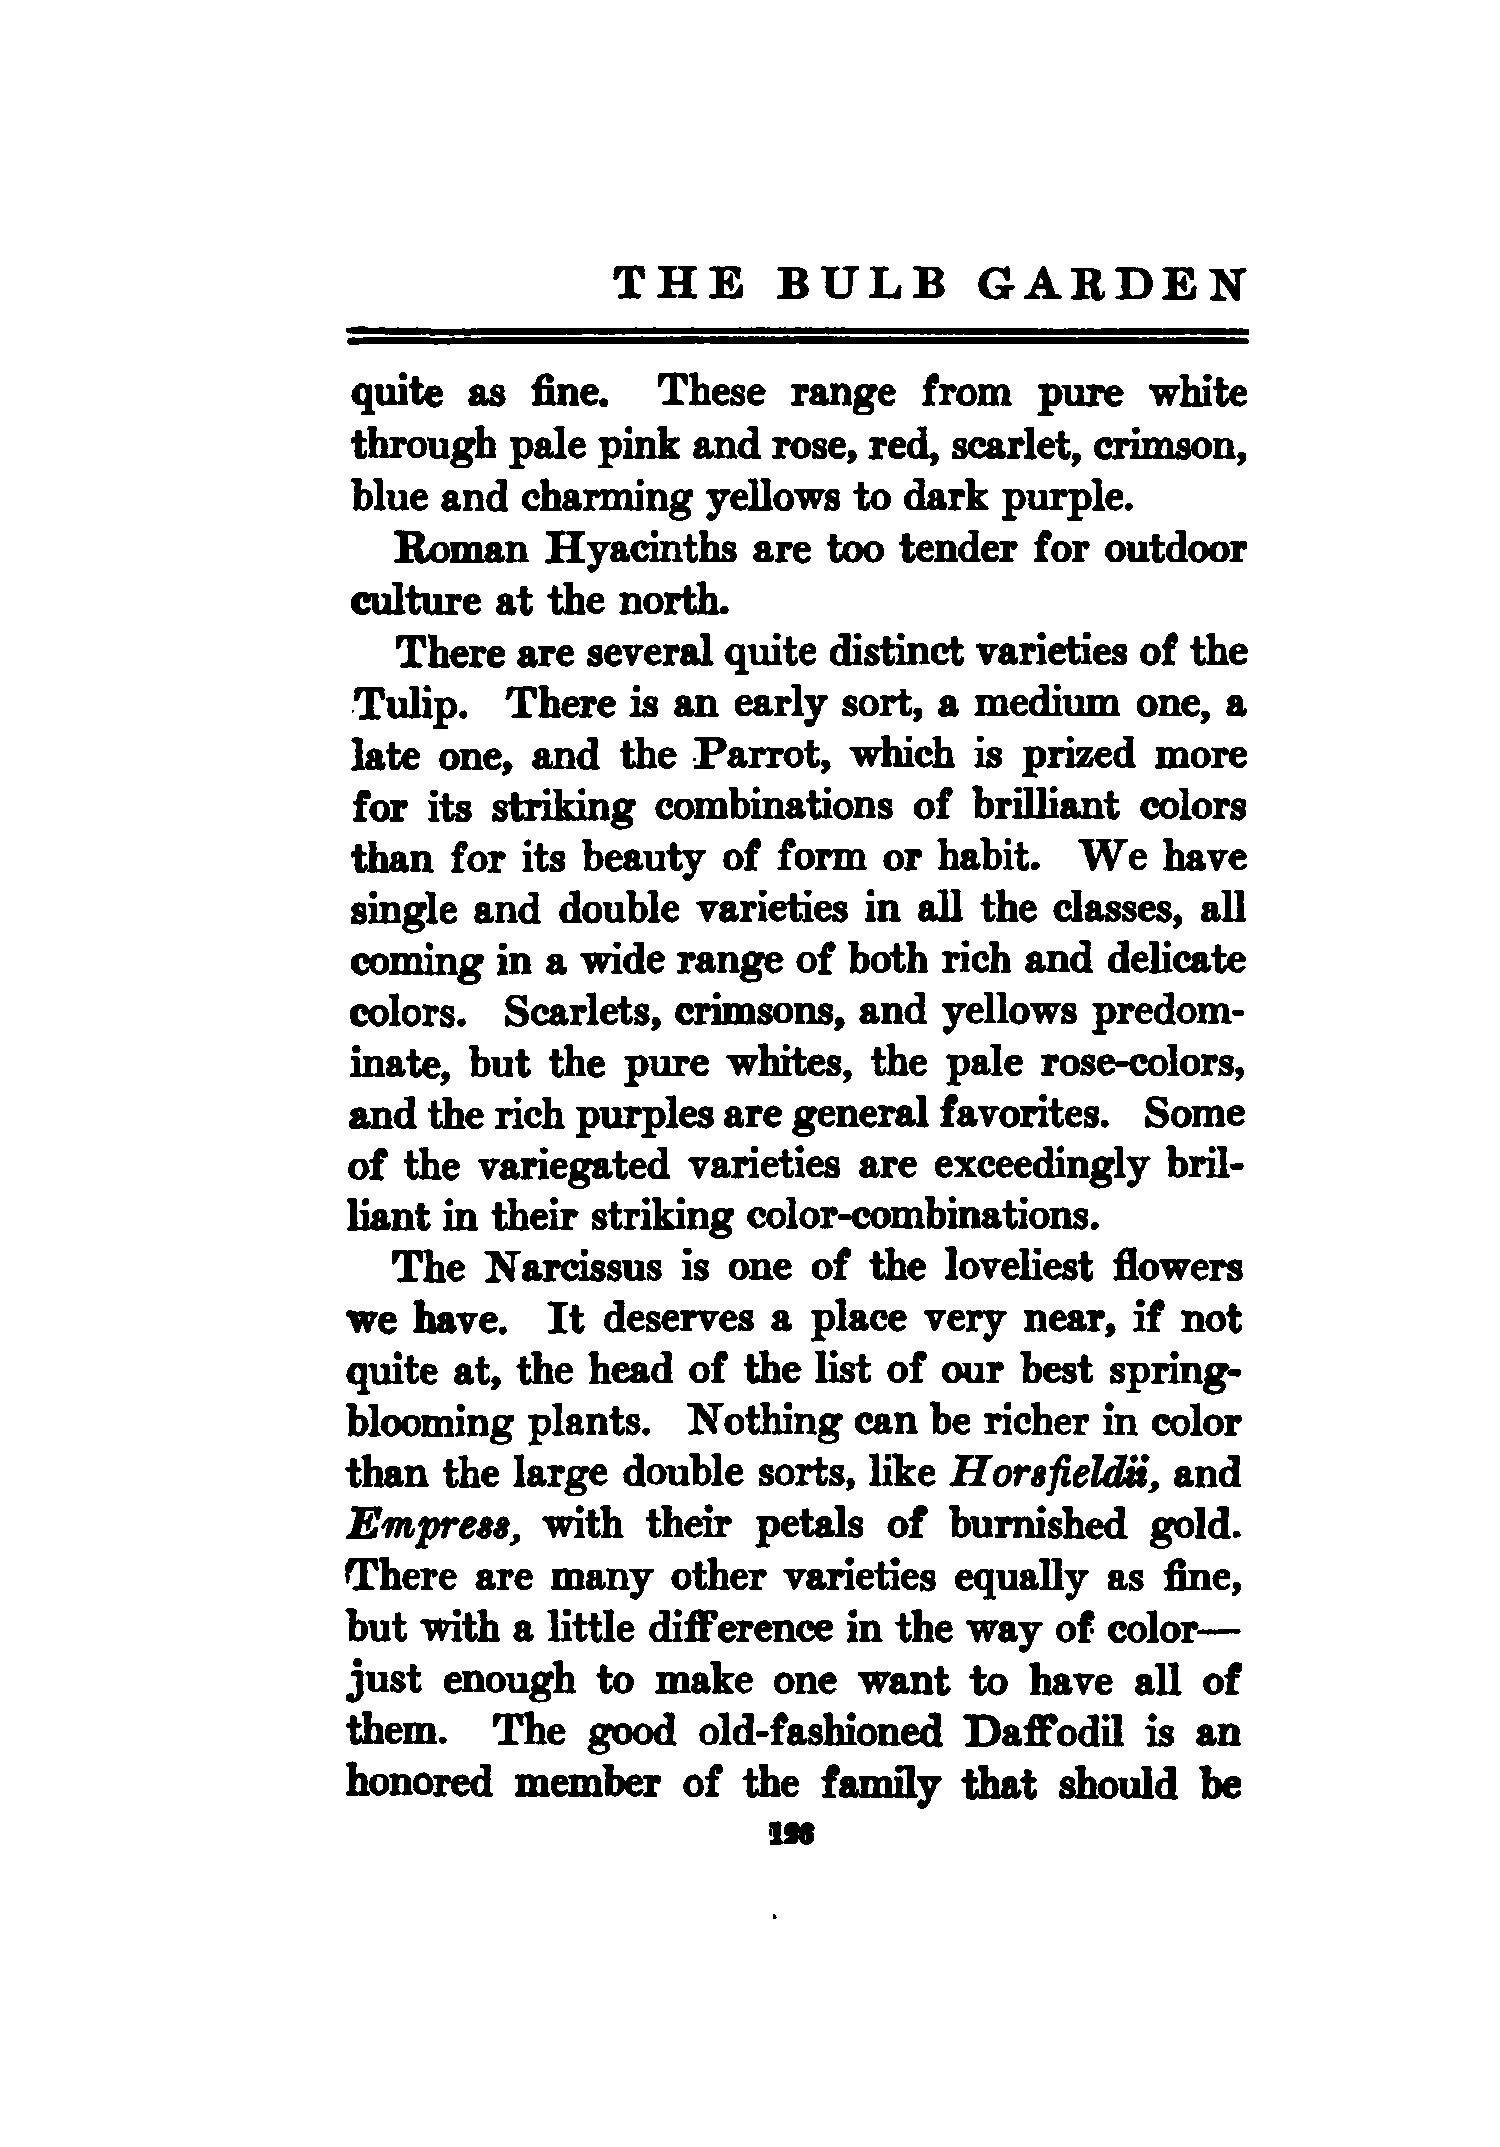 THE BULB GARDEN
quite as fine. These range from pure white
through pale pink and rose, red, scarlet, crimson,
blue and charming yellows to dark purple.
Roman Hyacinths are too tender for outdoor
culture at the north.
There are several quite distinct varieties of the
Tulip. There is an early sort, a medium one, a
late one, and the Parrot, which is prized more
for its striking combinations of brilliant colors
than for its beauty of form or habit. We have
single and double varieties in all the classes, all
coming in a wide range of both rich and delicate
colors. Scarlets, crimsons, and yellows predom-
inate, but the pure whites, the pale rose-colors,
and the rich purples are general favorites. Some
of the variegated varieties are exceedingly bril-
liant in their striking color-combinations.
The Narcissus is one of the loveliest flowers
we have. It deserves a place very near, if not
quite at, the head of the list of our best spring-
blooming plants. Nothing can be richer in color
than the large double sorts, like Horsfieldii, and
Empress, with their petals of burnished gold.
There are many other varieties equally as fine,
but with a little difference in the way of color—
just enough to make one want to have all of
them. The good old-fashioned Daffodil is an
honored member of the family that should be